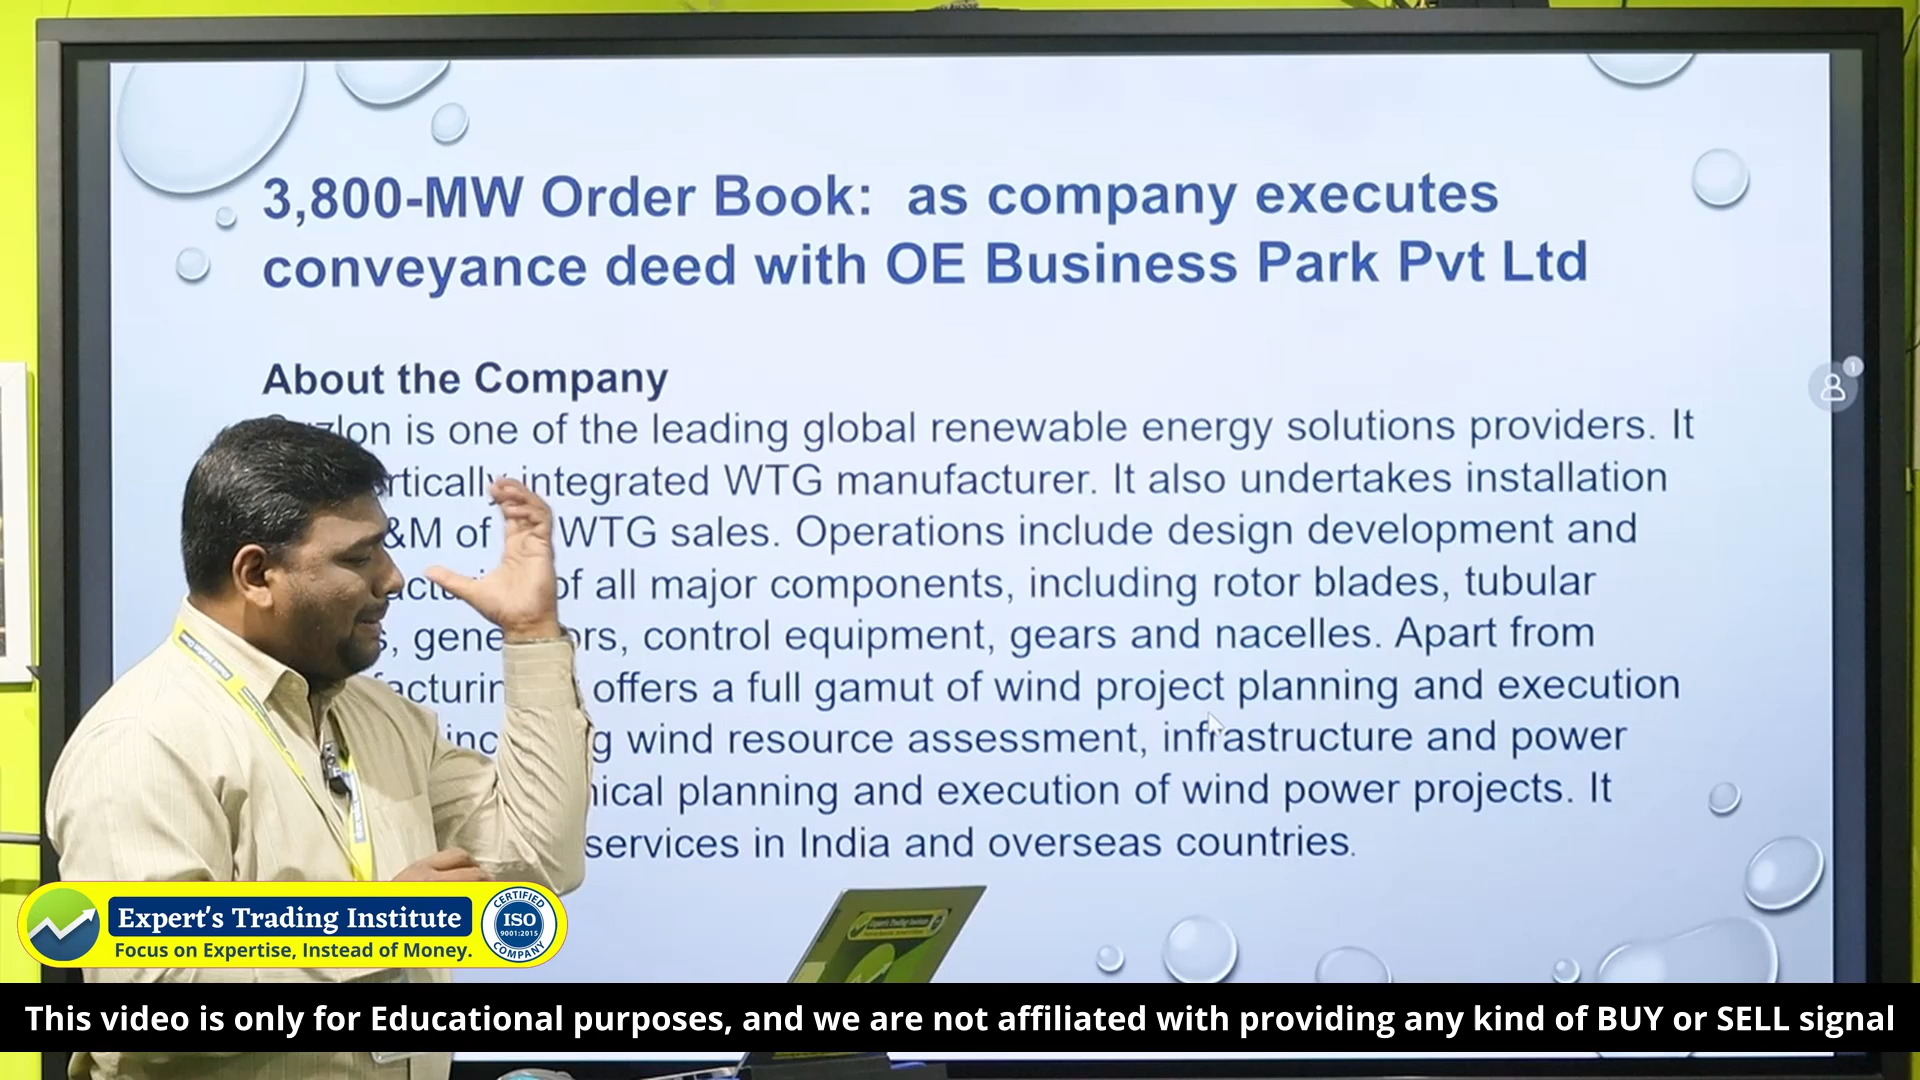 3,800-MW Order Book: as company executes
conveyance deed with OE Business Park Pvt Ltd
About the Company
is one of the leading global renewable energy solutions providers. It
integrated WTG manufacturer. It also undertakes installation
&M of WTG sales. Operations include design development and
of all major components, including rotor blades, tubular
control equipment, gears and nacelles. Apart from
offers a full gamut of wind project planning and execution
wind resource assessment, infrastructure and power
planning and execution of wind power projects. It
services in India and overseas countries.
1
Expert's Trading Institute
Focus on Expertise, Instead of Money.
CERTIFIED
ISO
9001:2015
COMPANY
This video is only for Educational purposes, and we are not affiliated with providing any kind of BUY or SELL signal